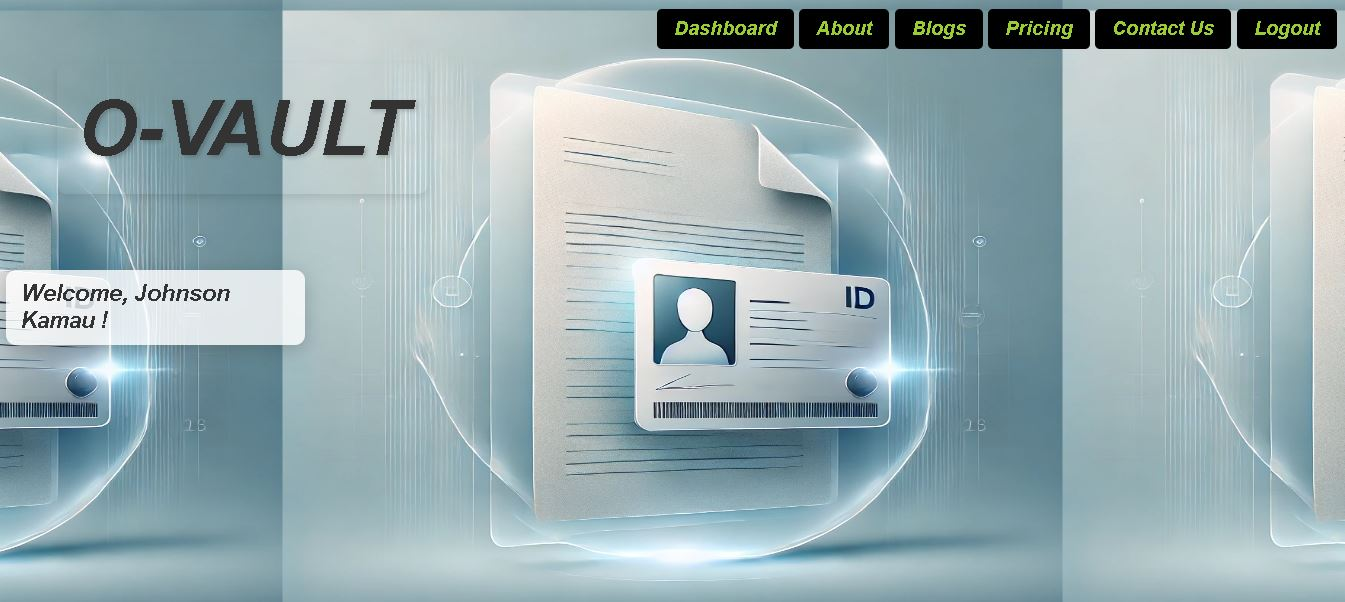 Dashboard About Blogs Pricing Contact Us Logout
O-VAULT
Welcome, Johnson
Kamau !
ID